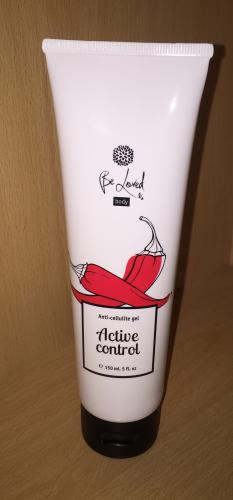 Be Loved
body
Anti-cellulite gel
Active
control
℮ 150 ml. 5 fl. oz